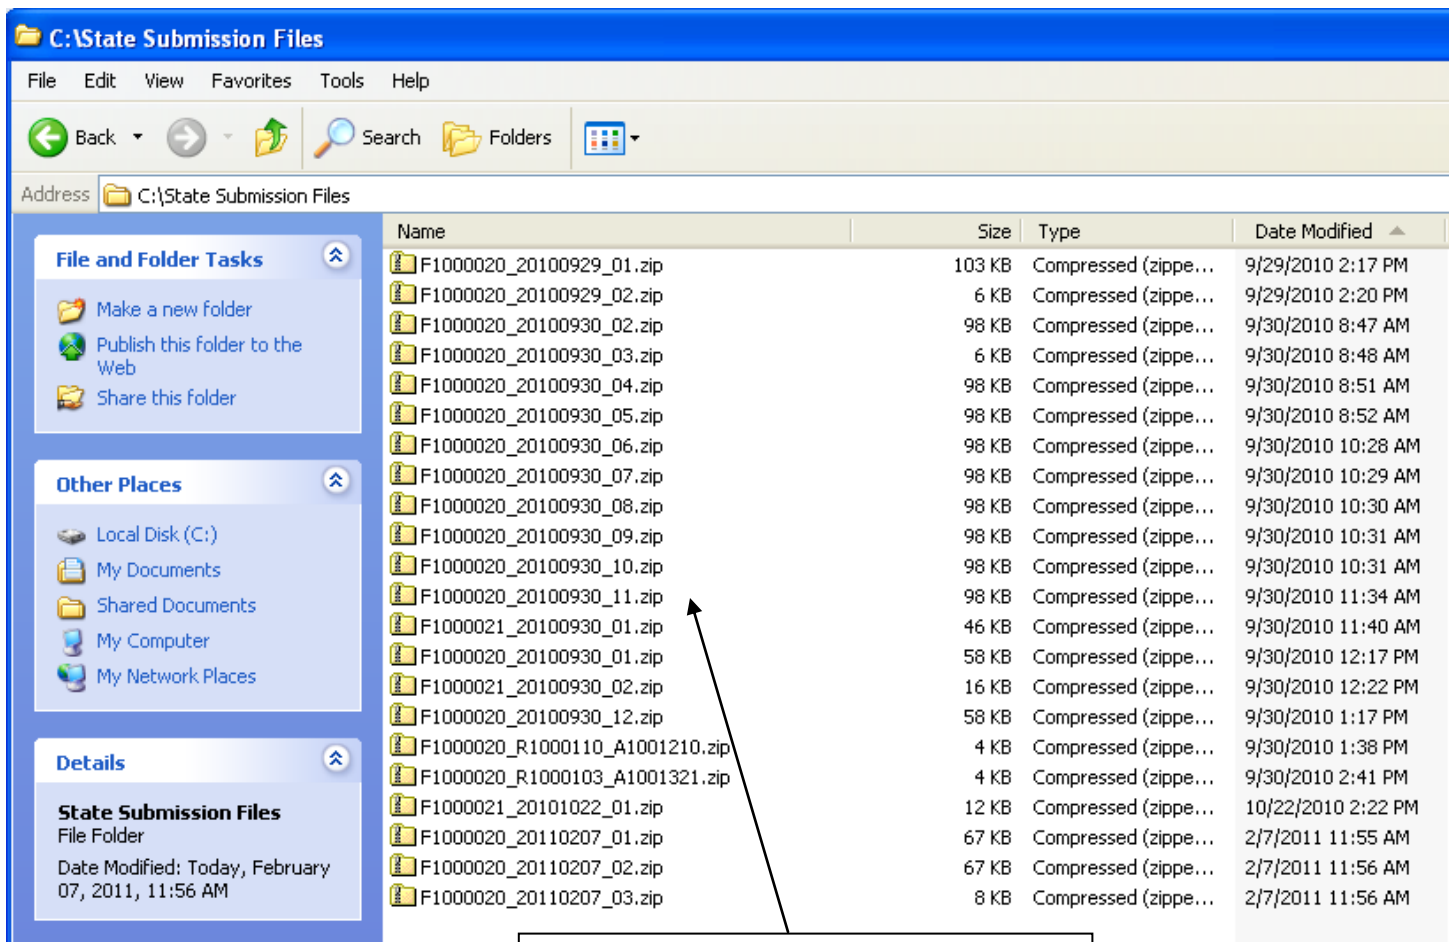 C:\State Submission Files
File Edit View Favorites Tools Help
Back Search Folders
Address C:\State Submission Files
File and Folder Tasks
Make a new folder
Publish this folder to the
Web
Share this folder
Other Places
Local Disk (C:)
My Documents
Shared Documents
My Computer
My Network Places
Details
State Submission Files
File Folder
Date Modified: Today, February
07, 2011, 11:56 AM
Name Size Type Date Modified
F1000020_20100929_01.zip 103 KB Compressed (zippe... 9/29/2010 2:17 PM
F1000020_20100929_02.zip 6 KB Compressed (zippe... 9/29/2010 2:20 PM
F1000020_20100930_02.zip 98 KB Compressed (zippe... 9/30/2010 8:47 AM
F1000020_20100930_03.zip 6 KB Compressed (zippe... 9/30/2010 8:48 AM
F1000020_20100930_04.zip 98 KB Compressed (zippe... 9/30/2010 8:51 AM
F1000020_20100930_05.zip 98 KB Compressed (zippe... 9/30/2010 8:52 AM
F1000020_20100930_06.zip 98 KB Compressed (zippe... 9/30/2010 10:28 AM
F1000020_20100930_07.zip 98 KB Compressed (zippe... 9/30/2010 10:29 AM
F1000020_20100930_08.zip 98 KB Compressed (zippe... 9/30/2010 10:30 AM
F1000020_20100930_09.zip 98 KB Compressed (zippe... 9/30/2010 10:31 AM
F1000020_20100930_10.zip 98 KB Compressed (zippe... 9/30/2010 10:31 AM
F1000020_20100930_11.zip 98 KB Compressed (zippe... 9/30/2010 11:34 AM
F1000021_20100930_01.zip 46 KB Compressed (zippe... 9/30/2010 11:40 AM
F1000020_20100930_01.zip 58 KB Compressed (zippe... 9/30/2010 12:17 PM
F1000021_20100930_02.zip 16 KB Compressed (zippe... 9/30/2010 12:22 PM
F1000020_20100930_12.zip 58 KB Compressed (zippe... 9/30/2010 1:17 PM
F1000020_R1000110_A1001210.zip 4 KB Compressed (zippe... 9/30/2010 1:38 PM
F1000020_R1000103_A1001321.zip 4 KB Compressed (zippe... 9/30/2010 2:41 PM
F1000021_20101022_01.zip 12 KB Compressed (zippe... 10/22/2010 2:22 PM
F1000020_20110207_01.zip 67 KB Compressed (zippe... 2/7/2011 11:55 AM
F1000020_20110207_02.zip 67 KB Compressed (zippe... 2/7/2011 11:56 AM
F1000020_20110207_03.zip 8 KB Compressed (zippe... 2/7/2011 11:56 AM